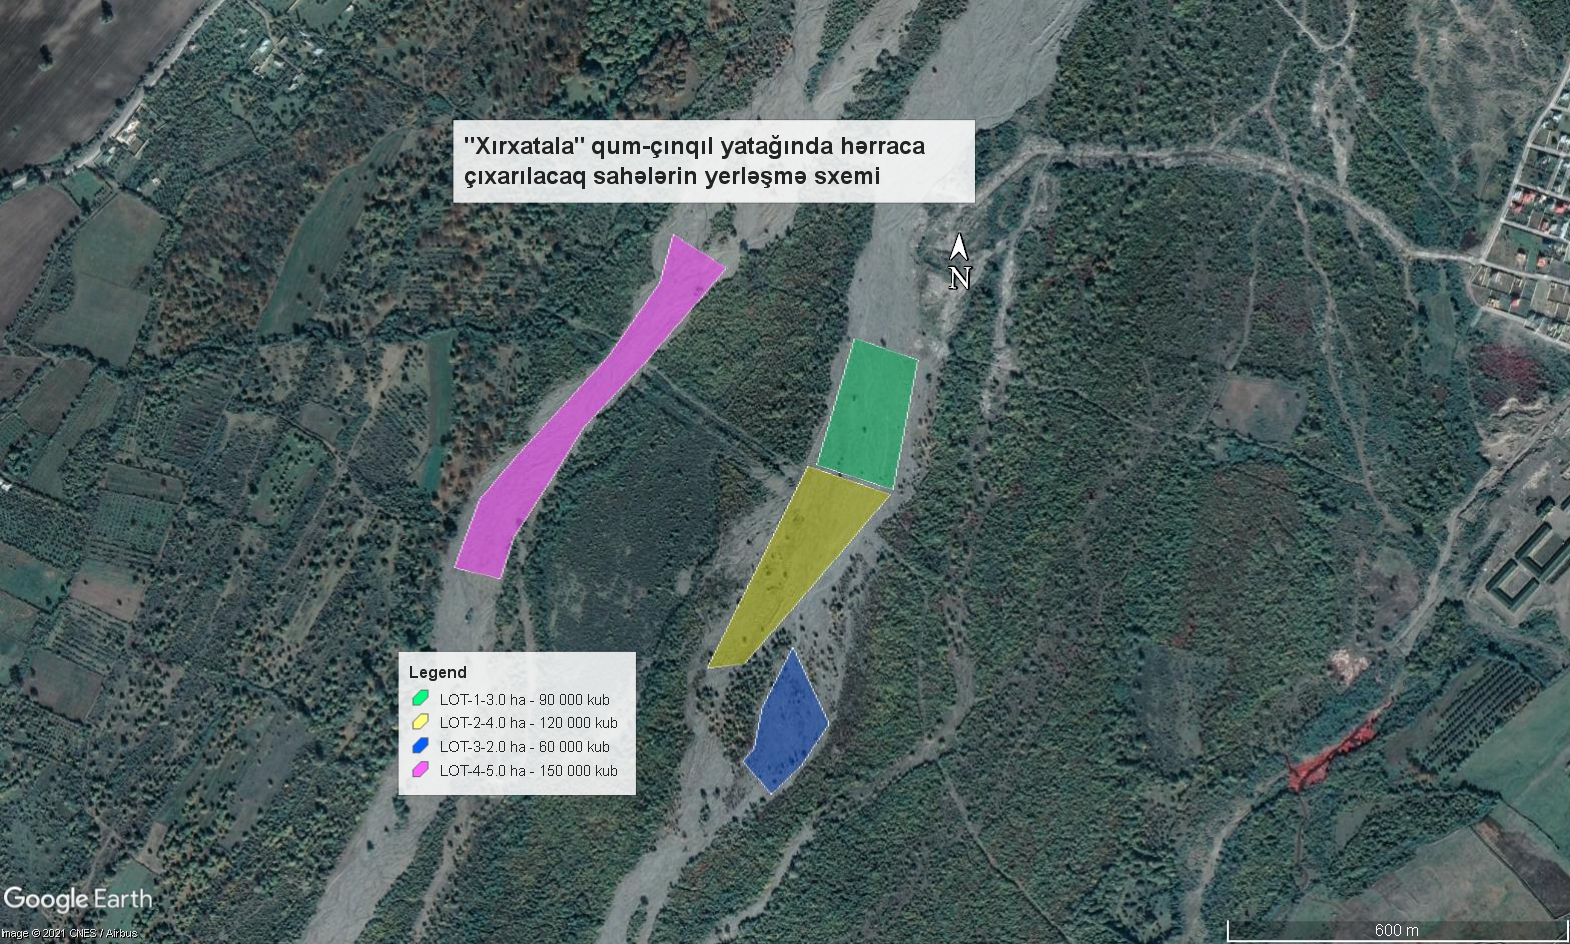 "Xırxatala" qum-çınqıl yatağında hərraca
çıxarılacaq sahələrin yerləşmə sxemi
N
Legend
LOT-1-3.0 ha - 90 000 kub
LOT-2-4.0 ha - 120 000 kub
LOT-3-2.0 ha - 60 000 kub
LOT-4-5.0 ha - 150 000 kub
Google Earth
Image © 2021 CNES / Airbus
600 m